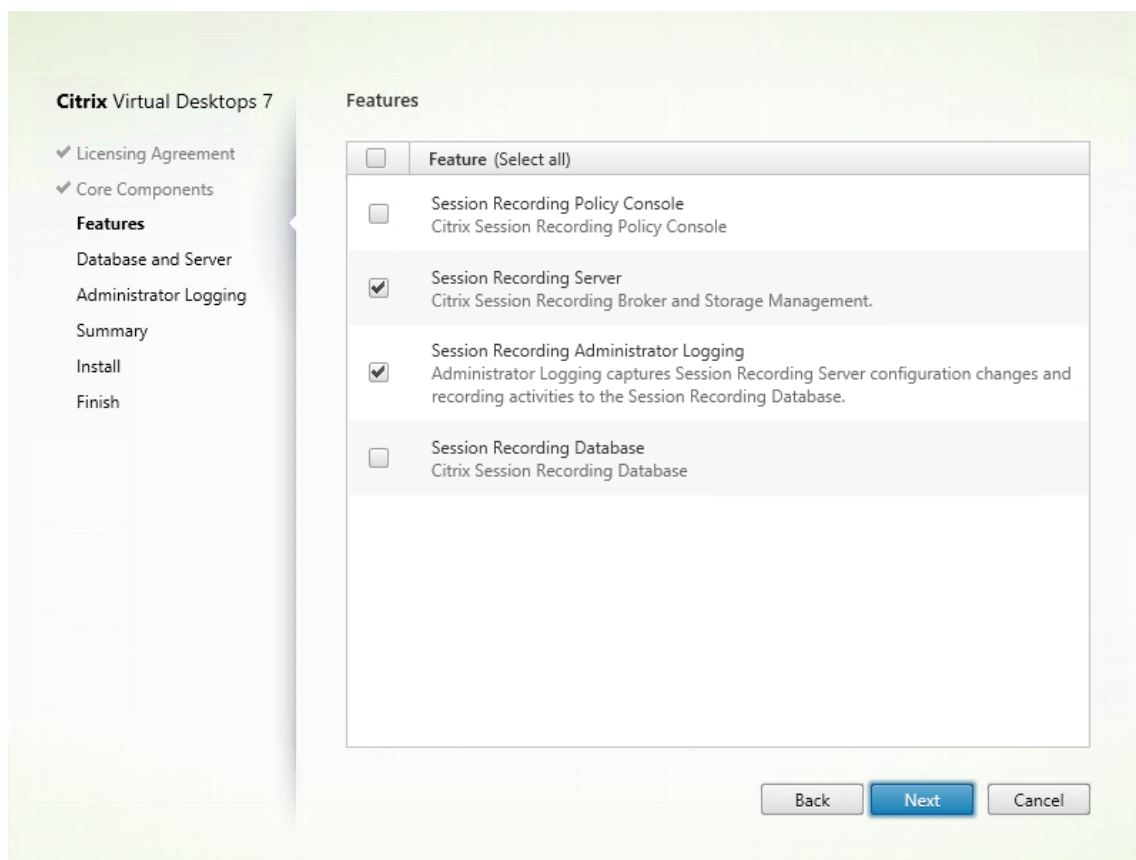 Citrix Virtual Desktops 7
Licensing Agreement
Core Components
Features
Database and Server
Administrator Logging
Summary
Install
Finish
Features
Feature (Select all)
Session Recording Policy Console
Citrix Session Recording Policy Console
Session Recording Server
Citrix Session Recording Broker and Storage Management.
Session Recording Administrator Logging
Administrator Logging captures Session Recording Server configuration changes and
recording activities to the Session Recording Database.
Session Recording Database
Citrix Session Recording Database
Back
Next
Cancel